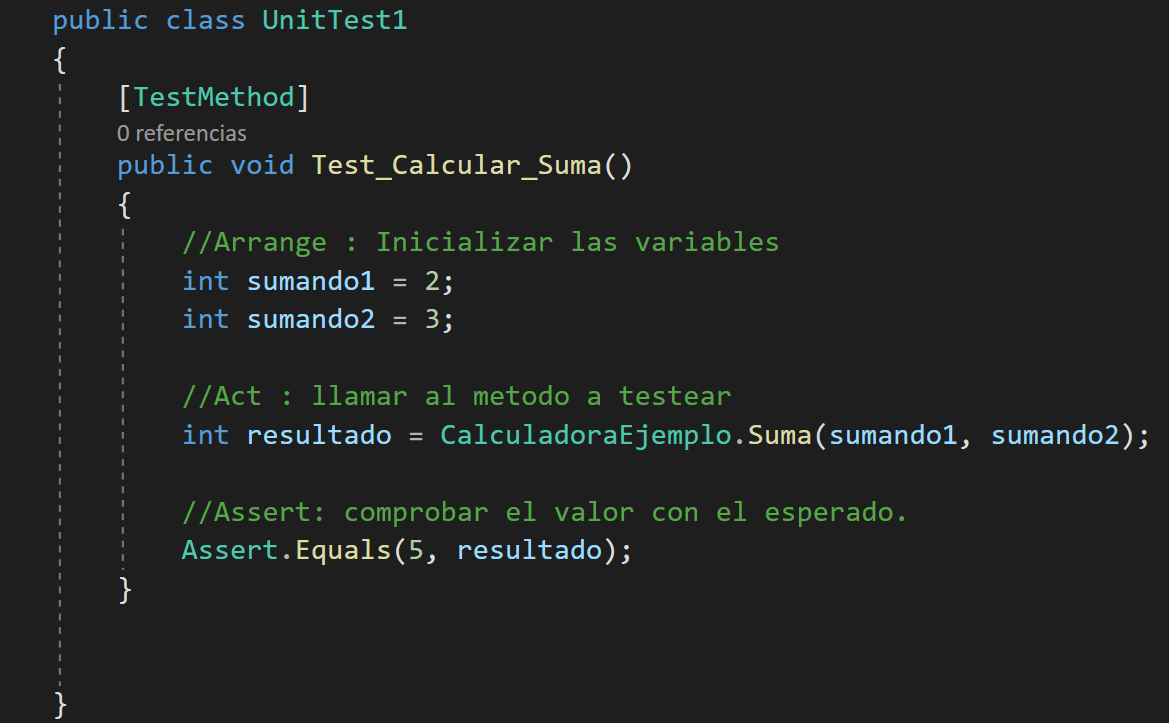 public class UnitTest1
{
[TestMethod]
0 referencias
public void Test_Calcular_Suma()
{
//Arrange : Inicializar las variables
int sumando1 = 2;
int sumando2 = 3;
//Act : llamar al metodo a testear
int resultado = CalculadoraEjemplo.Suma(sumando1, sumando2);
//Assert: comprobar el valor con el esperado.
Assert.Equals(5, resultado);
}
}